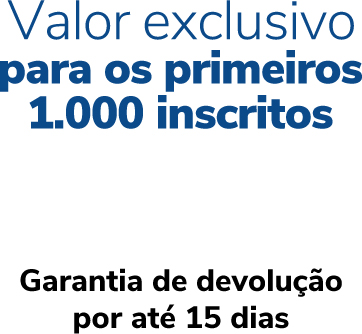 Valor exclusivo
para os primeiros
1.000 inscritos
Garantia de devolução
por até 15 dias